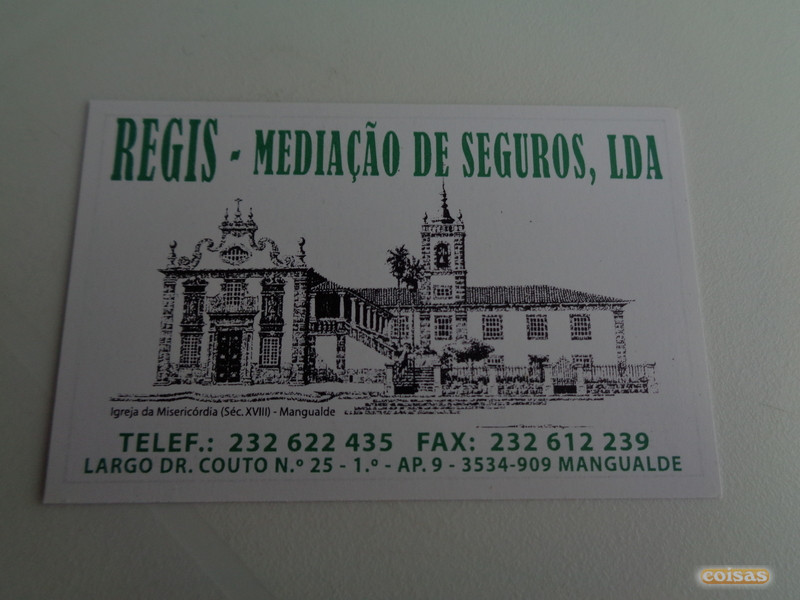 REGIS - MEDIAÇÃO DE SEGUROS, LDA
Igreja da Misericórdia (Séc. XVIII) - Mangualde
TELEF.: 232 622 435 FAX: 232 612 239
LARGO DR. COUTO N.º 25 - 1.º - AP. 9 - 3534-909 MANGUALDE
coisas